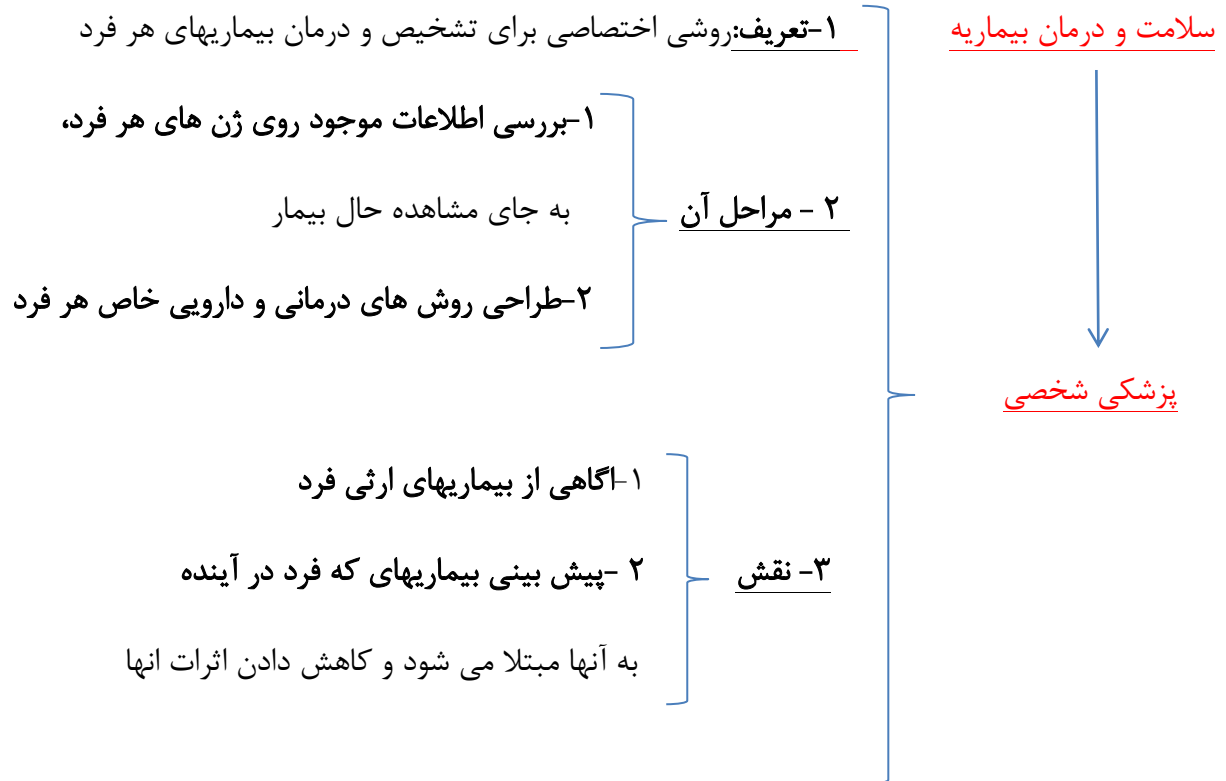 سلامت و درمان بیماریه
۱-تعریف:روشی اختصاصی برای تشخیص و درمان بیماریهای هر فرد
۱-بررسی اطلاعات موجود روی ژن های هر فرد،
۲ - مراحل آن
به جای مشاهده حال بیمار
۲-طراحی روش های درمانی و دارویی خاص هر فرد
پزشکی شخصی
۱-اگاهی از بیماریهای ارثی فرد
۳- نقش
۲ -پیش بینی بیماریهای که فرد در آینده
به آنها مبتلا می شود و کاهش دادن اثرات انها